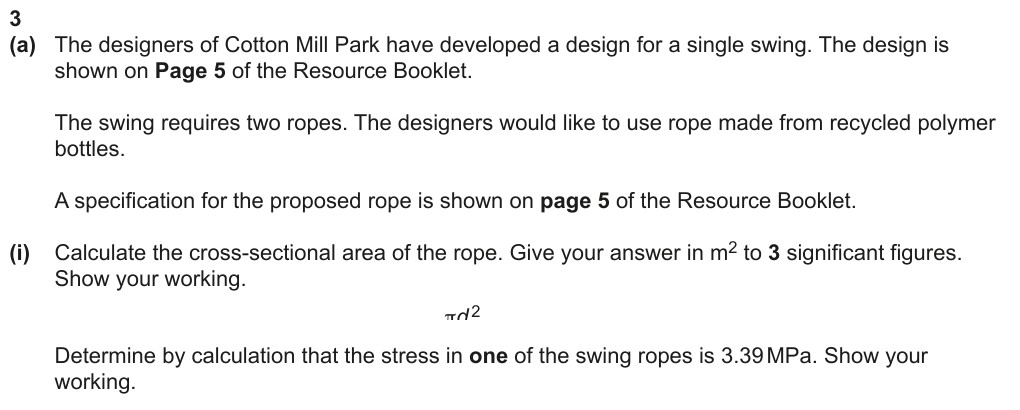 3
(a) The designers of Cotton Mill Park have developed a design for a single swing. The design is
shown on Page 5 of the Resource Booklet.
The swing requires two ropes. The designers would like to use rope made from recycled polymer
bottles.
A specification for the proposed rope is shown on page 5 of the Resource Booklet.
(i) Calculate the cross-sectional area of the rope. Give your answer in m² to 3 significant figures.
Show your working.
πd²
Determine by calculation that the stress in one of the swing ropes is 3.39 MPa. Show your
working.